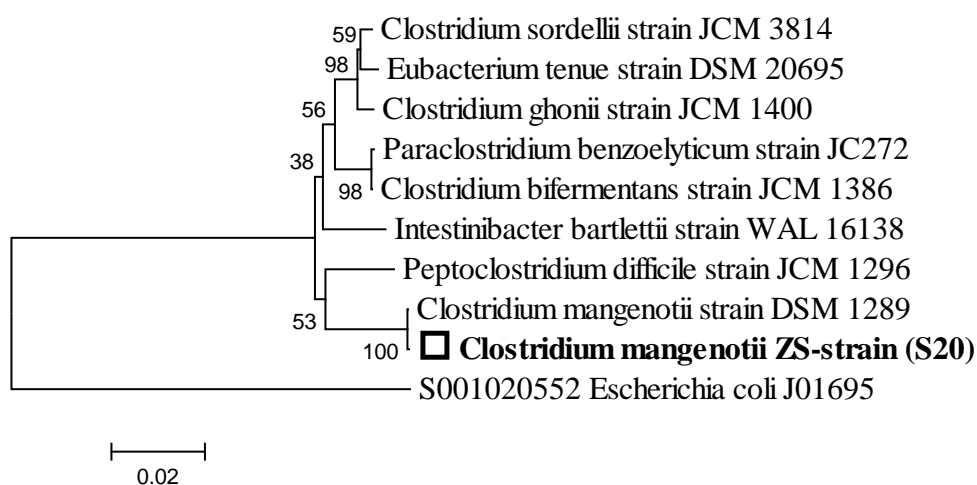 59
Clostridium sordellii strain JCM 3814
Eubacterium tenue strain DSM 20695
98
Clostridium ghonii strain JCM 1400
56
Paraclostridium benzoelyticum strain JC272
38
98
Clostridium bifermentans strain JCM 1386
Intestinibacter bartlettii strain WAL 16138
Peptoclostridium difficile strain JCM 1296
Clostridium mangenotii strain DSM 1289
53
100
Clostridium mangenotii ZS-strain (S20)
S001020552 Escherichia coli J01695
0.02